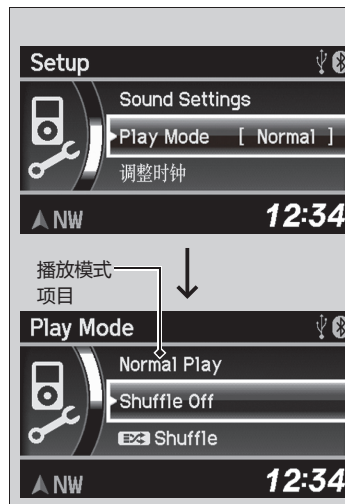 Setup
Sound Settings
Play Mode [ Normal ]
调整时钟
NW 12:34
播放模式
项目
Play Mode
Normal Play
Shuffle Off
Shuffle
NW 12:34